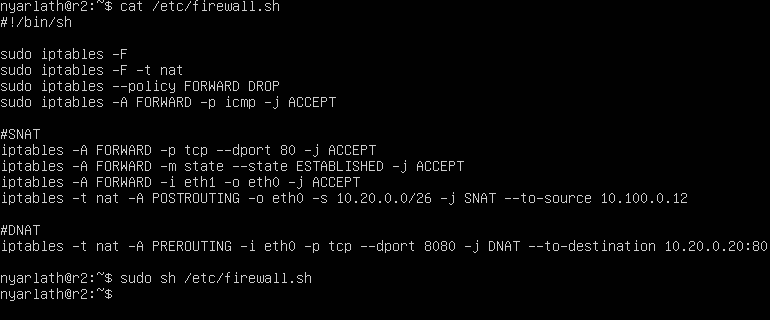 nyarlath@r2:~$ cat /etc/firewall.sh
#!/bin/sh
sudo iptables -F
sudo iptables -F -t nat
sudo iptables --policy FORWARD DROP
sudo iptables -A FORWARD -p icmp -j ACCEPT
#SNAT
iptables -A FORWARD -p tcp --dport 80 -j ACCEPT
iptables -A FORWARD -m state --state ESTABLISHED -j ACCEPT
iptables -A FORWARD -i eth1 -o eth0 -j ACCEPT
iptables -t nat -A POSTROUTING -o eth0 -s 10.20.0.0/26 -j SNAT --to-source 10.100.0.12
#DNAT
iptables -t nat -A PREROUTING -i eth0 -p tcp --dport 8080 -j DNAT --to-destination 10.20.0.20:80
nyarlath@r2:~$ sudo sh /etc/firewall.sh
nyarlath@r2:~$